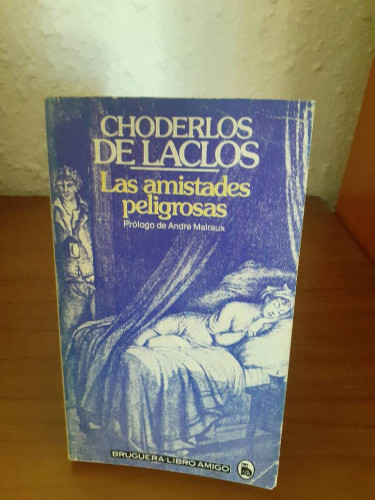 CHODERLOS
DE LACLOS
Las amistades
peligrosas
Prólogo de André Malraux
BRUGUERA-LIBRO AMIGO